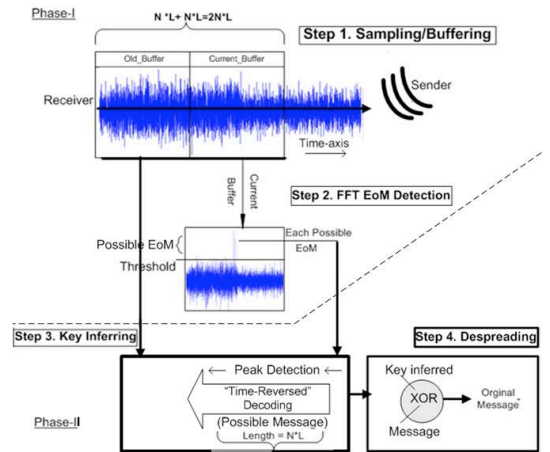 Phase-I
N *L+ N*L=2N*L
Step 1. Sampling/Buffering
Old_Buffer
Current_Buffer
Receiver
Sender
Time-axis
Current
Buffer
Step 2. FFT EoM Detection
Possible EoM
Threshold
Each Possible
EoM
Step 3. Key Inferring
Step 4. Despreading
Peak Detection
"Time-Reversed"
Decoding
(Possible Message)
Length = N*L
Key inferred
XOR
Message
Orginal
Message
Phase-II